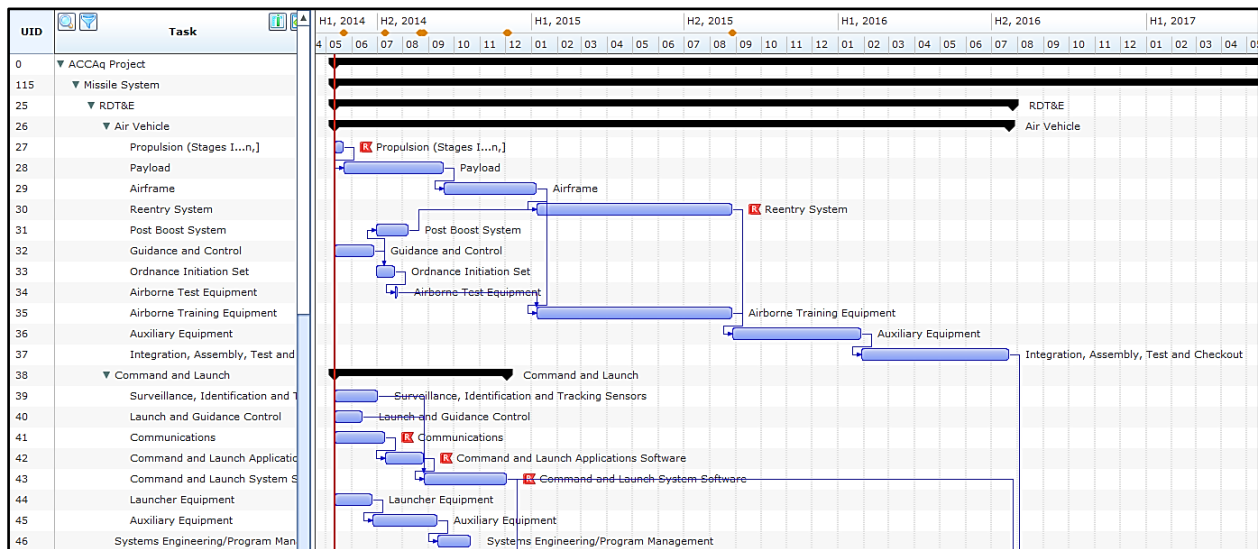 UID Task H1, 2014 H2, 2014 H1, 2015 H2, 2015 H1, 2016 H2, 2016 H1, 2017
4 05 06 07 08 09 10 11 12 01 02 03 04 05 06 07 08 09 10 11 12 01 02 03 04 05 06 07 08 09 10 11 12 01 02 03 04 05
0 ACCAq Project
115 Missile System
25 RDT&E RDT&E
26 Air Vehicle Air Vehicle
27 Propulsion (Stages I...n,] R Propulsion (Stages I...n,]
28 Payload Payload
29 Airframe Airframe
30 Reentry System R Reentry System
31 Post Boost System Post Boost System
32 Guidance and Control Guidance and Control
33 Ordnance Initiation Set Ordnance Initiation Set
34 Airborne Test Equipment Airborne Test Equipment
35 Airborne Training Equipment Airborne Training Equipment
36 Auxiliary Equipment Auxiliary Equipment
37 Integration, Assembly, Test and Integration, Assembly, Test and Checkout
38 Command and Launch Command and Launch
39 Surveillance, Identification and T Surveillance, Identification and Tracking Sensors
40 Launch and Guidance Control Launch and Guidance Control
41 Communications R Communications
42 Command and Launch Applicatio R Command and Launch Applications Software
43 Command and Launch System S R Command and Launch System Software
44 Launcher Equipment Launcher Equipment
45 Auxiliary Equipment Auxiliary Equipment
46 Systems Engineering/Program Man Systems Engineering/Program Management